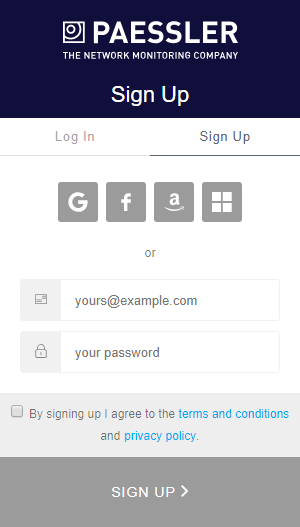 PAESSLER
THE NETWORK MONITORING COMPANY
Sign Up
Log In
Sign Up
G f a
or
yours@example.com
your password
By signing up I agree to the terms and conditions
and privacy policy.
SIGN UP